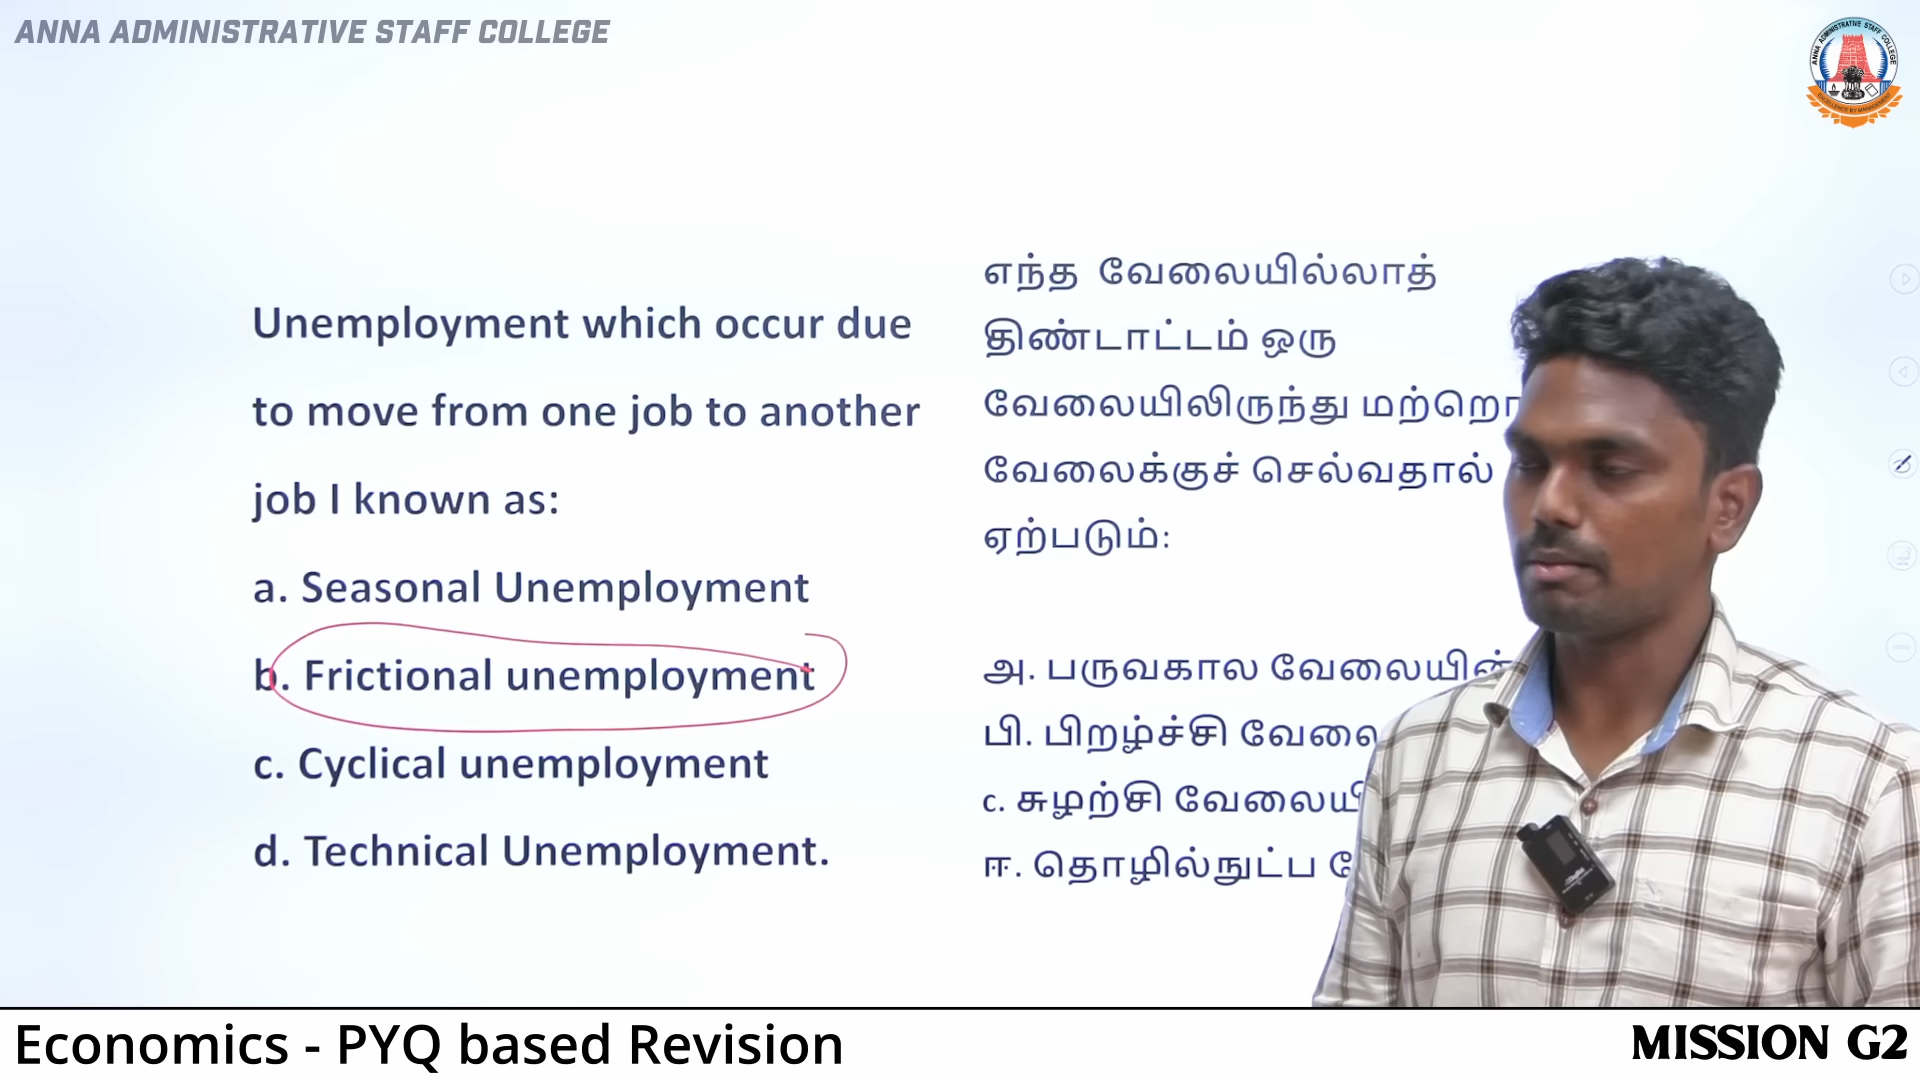 ANNA ADMINISTRATIVE STAFF COLLEGE
Unemployment which occur due
to move from one job to another
job I known as:
a. Seasonal Unemployment
b. Frictional unemployment
c. Cyclical unemployment
d. Technical Unemployment.
எந்த வேலையில்லாத்
திண்டாட்டம் ஒரு
வேலையிலிருந்து
வேலைக்குச் செல்வதால்
ஏற்படும்:
அ. பருவகால
பி. பிறழ்ச்சி
c. சுழற்சி
ஈ. தொழில்நுட்ப
Economics - PYQ based Revision
MISSION G2